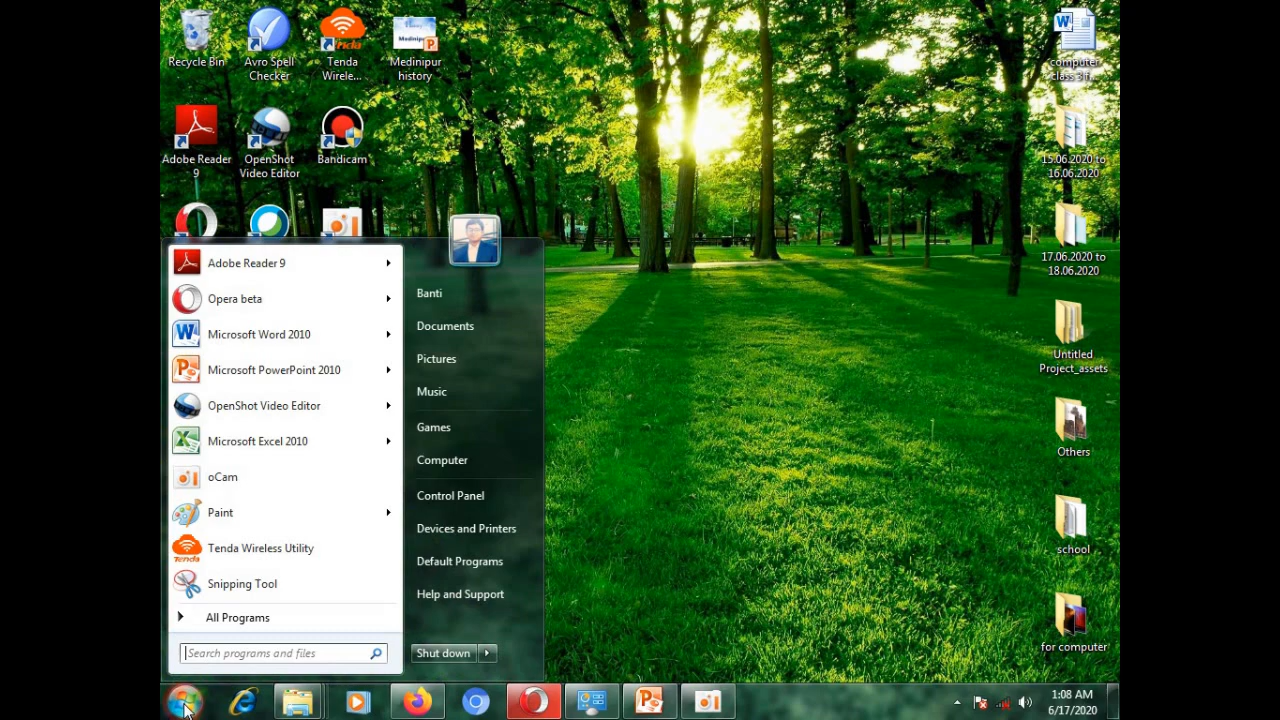 Recycle Bin
Avro Spell
Checker
Tenda
Wirele...
Medinipur
history
computer
class 3 f...
Adobe Reader
9
OpenShot
Video Editor
Bandicam
15.06.2020 to
16.06.2020
17.06.2020 to
18.06.2020
Untitled
Project_assets
Others
school
for computer
Adobe Reader 9
Opera beta
Microsoft Word 2010
Microsoft PowerPoint 2010
OpenShot Video Editor
Microsoft Excel 2010
oCam
Paint
Tenda Wireless Utility
Snipping Tool
All Programs
Search programs and files
Banti
Documents
Pictures
Music
Games
Computer
Control Panel
Devices and Printers
Default Programs
Help and Support
Shut down
1:08 AM
6/17/2020